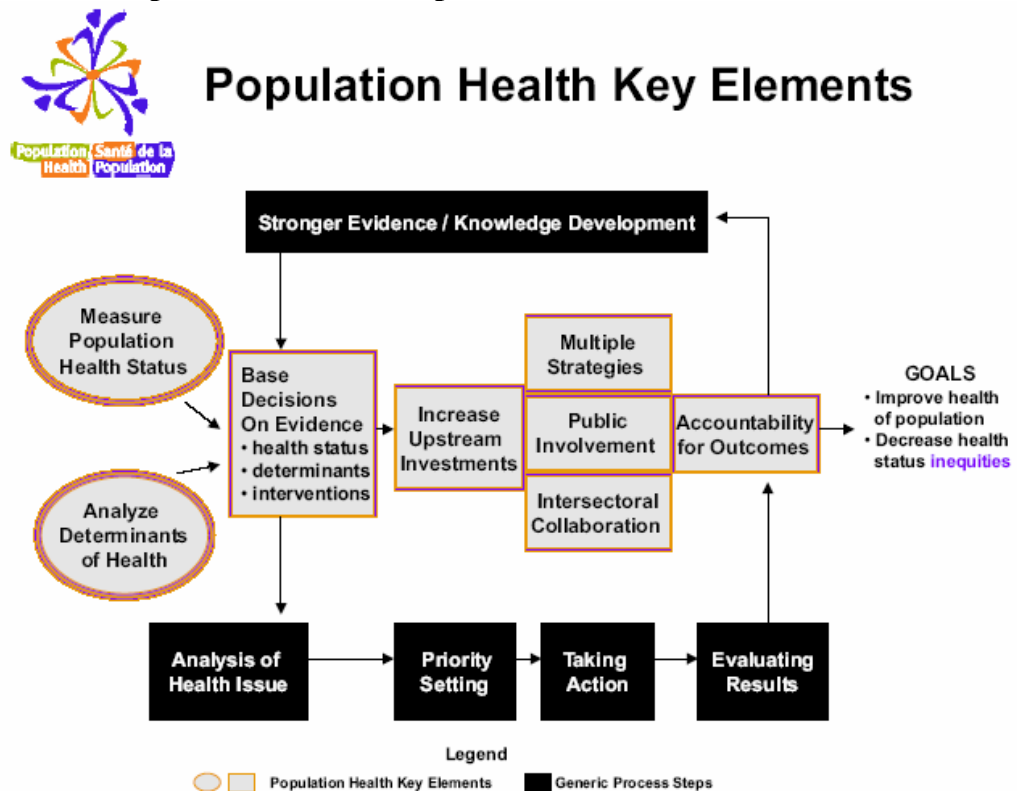 Population Health Key Elements
Population Santé de la
Health Population
Stronger Evidence / Knowledge Development
Measure
Population
Health Status
Analyze
Determinants
of Health
Base
Decisions
On Evidence
• health status
• determinants
• interventions
Increase
Upstream
Investments
Multiple
Strategies
Public
Involvement
Intersectoral
Collaboration
Accountability
for Outcomes
GOALS
• Improve health
of population
• Decrease health
status inequities
Analysis of
Health Issue
Priority
Setting
Taking
Action
Evaluating
Results
Legend
Population Health Key Elements
Generic Process Steps